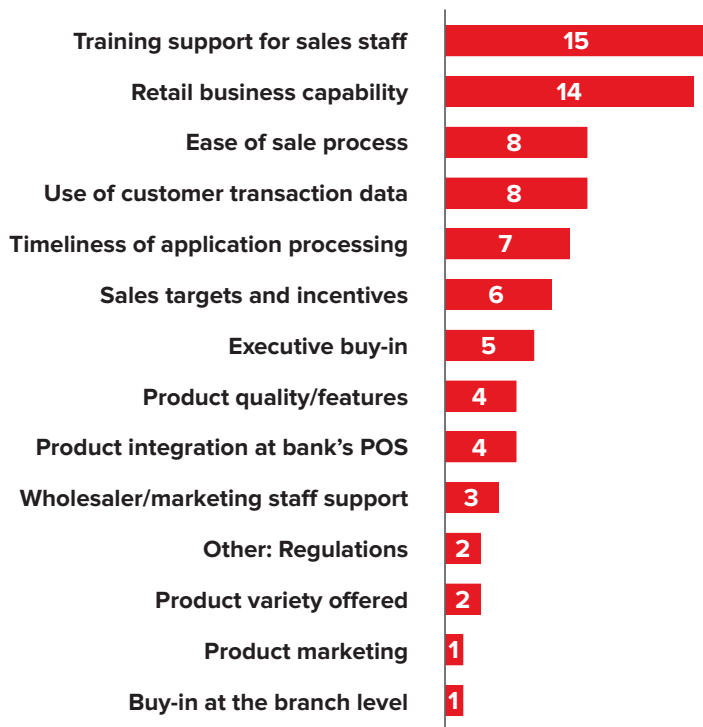 Training support for sales staff 15
Retail business capability 14
Ease of sale process 8
Use of customer transaction data 8
Timeliness of application processing 7
Sales targets and incentives 6
Executive buy-in 5
Product quality/features 4
Product integration at bank’s POS 4
Wholesaler/marketing staff support 3
Other: Regulations 2
Product variety offered 2
Product marketing 1
Buy-in at the branch level 1